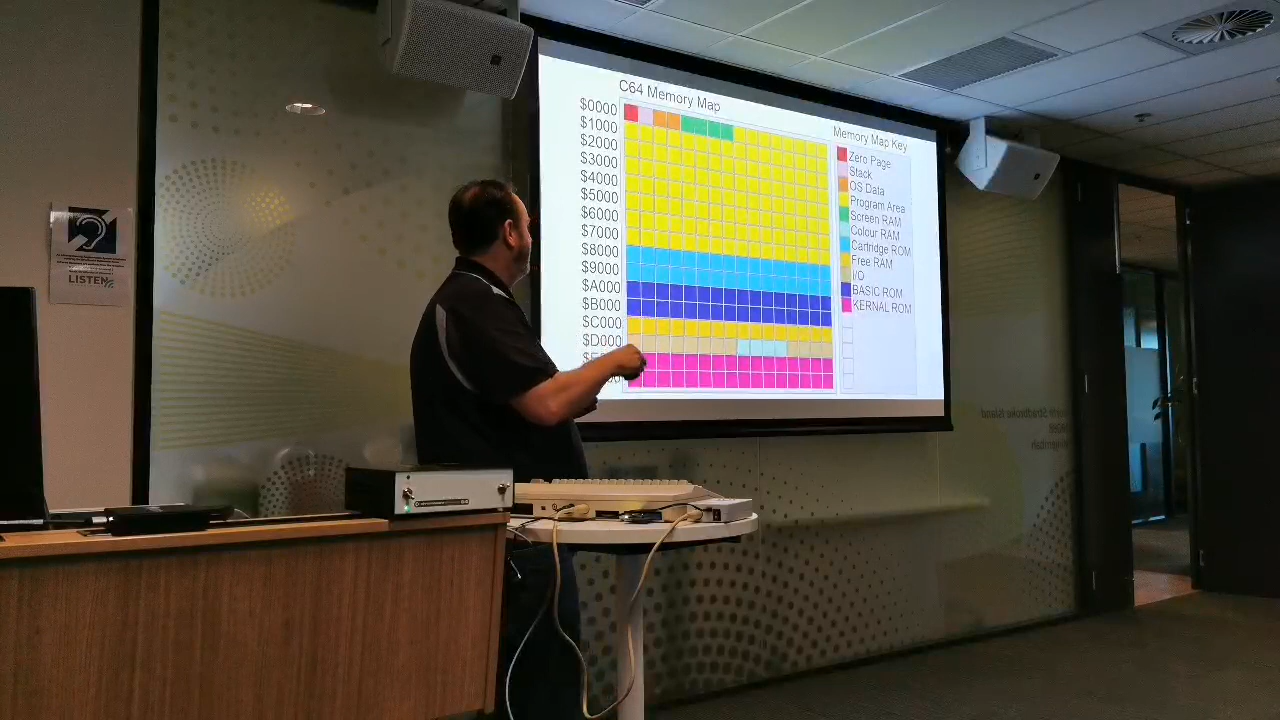 C64 Memory Map
$0000
$1000
$2000
$3000
$4000
$5000
$6000
$7000
$8000
$9000
$A000
$B000
$C000
$D000
Memory Map Key
Zero Page
Stack
OS Data
Program Area
Screen RAM
Colour RAM
Cartridge ROM
Free RAM
I/O
BASIC ROM
KERNAL ROM
LISTEN